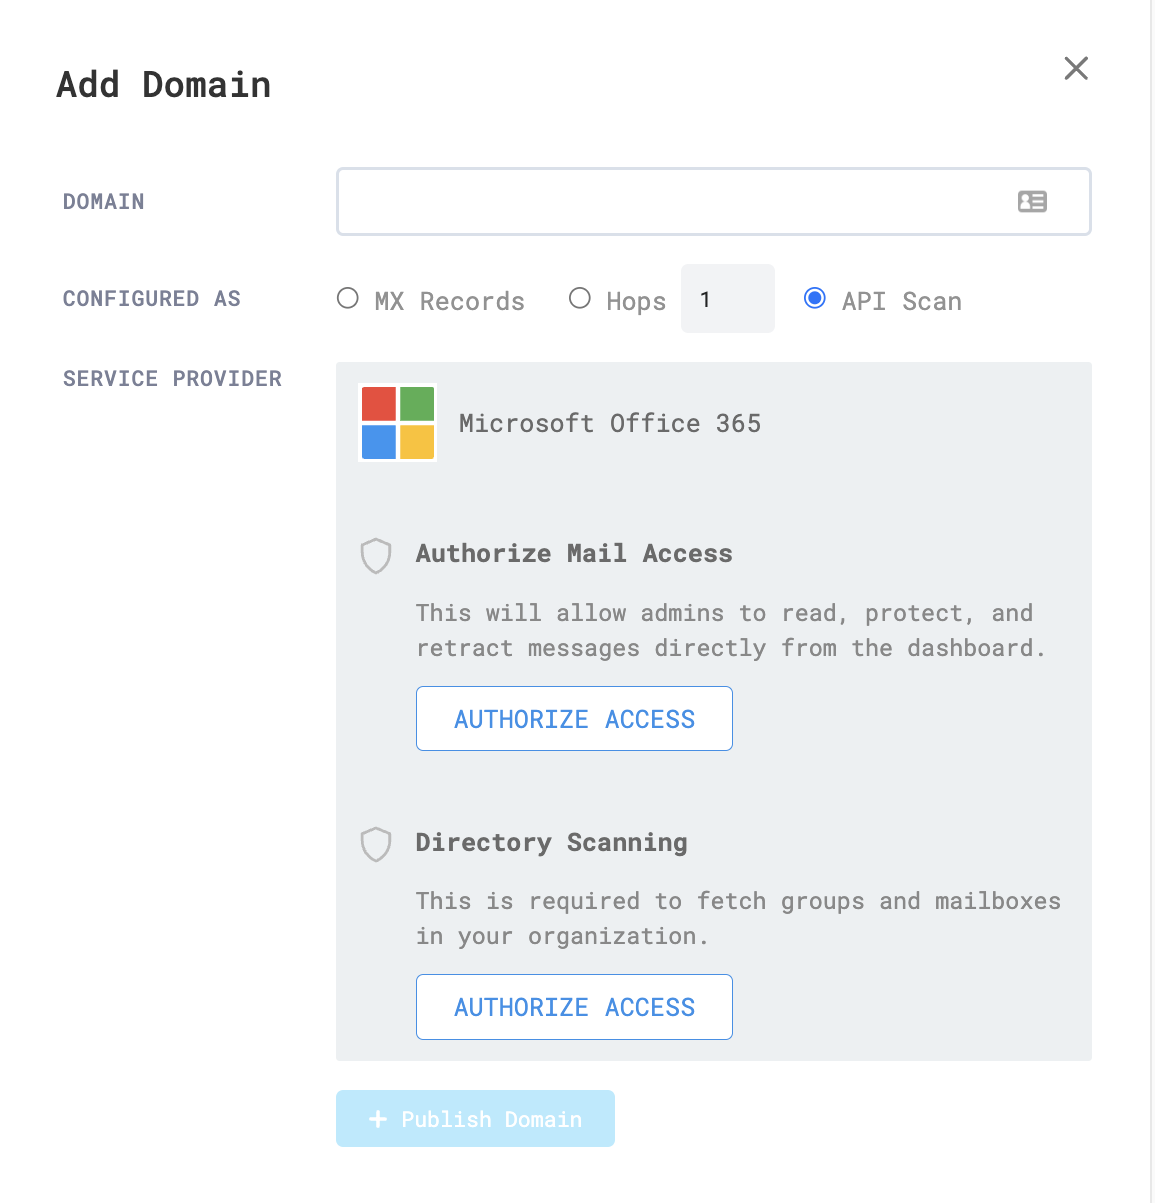 Add Domain
DOMAIN
CONFIGURED AS
MX Records Hops 1 API Scan
SERVICE PROVIDER
Microsoft Office 365
Authorize Mail Access
This will allow admins to read, protect, and
retract messages directly from the dashboard.
AUTHORIZE ACCESS
Directory Scanning
This is required to fetch groups and mailboxes
in your organization.
AUTHORIZE ACCESS
+ Publish Domain